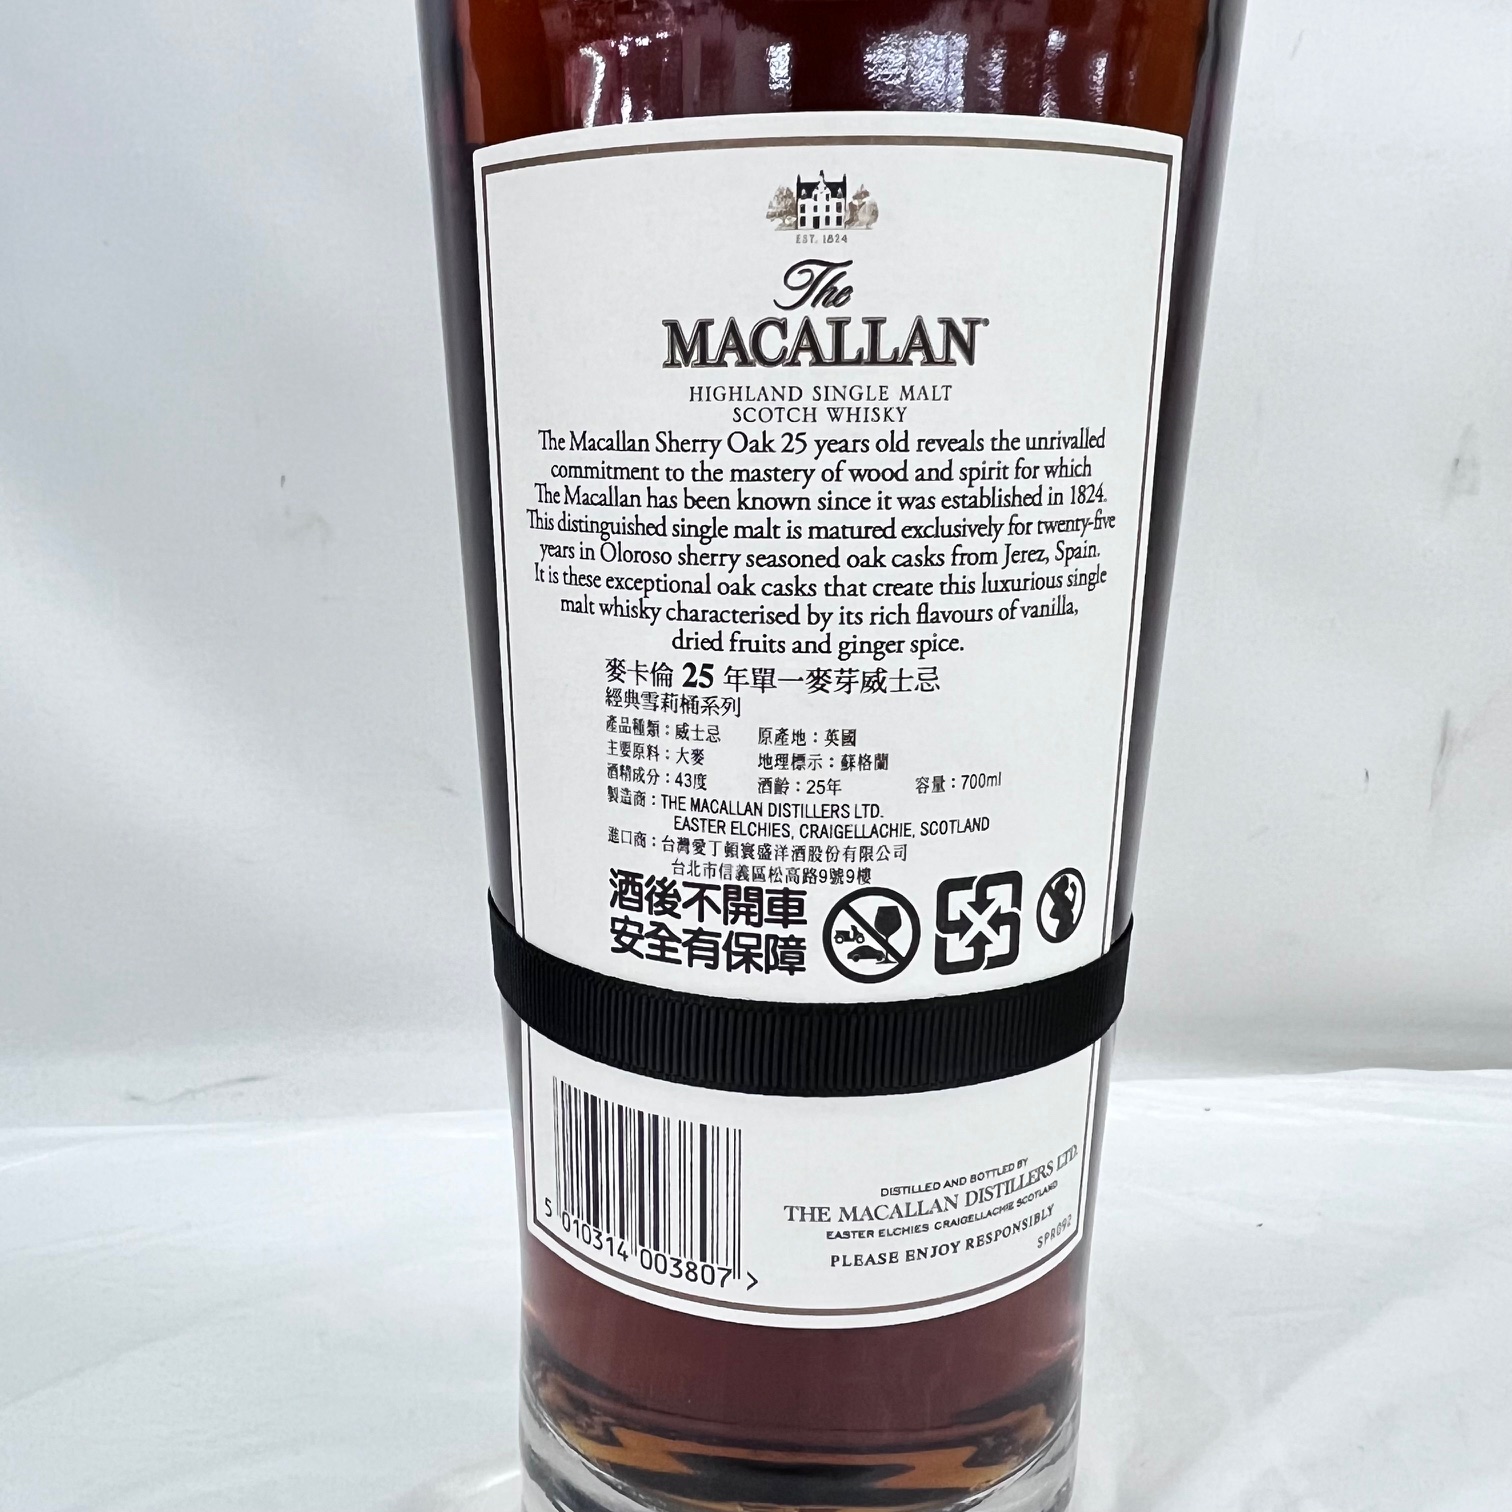 EST. 1824
The
MACALLAN
HIGHLAND SINGLE MALT
SCOTCH WHISKY
The Macallan Sherry Oak 25 years old reveals the unrivalled
commitment to the mastery of wood and spirit for which
The Macallan has been known since it was established in 1824.
This distinguished single malt is matured exclusively for twenty-five
years in Oloroso sherry seasoned oak casks from Jerez, Spain.
It is these exceptional oak casks that create this luxurious single
malt whisky characterised by its rich flavours of vanilla,
dried fruits and ginger spice.
麥卡倫 25 年單一麥芽威士忌
經典雪莉桶系列
產品種類：威士忌 原產地：英國
主要原料：大麥 地理標示：蘇格蘭
酒精成分：43度 酒齡：25年 容量：700ml
製造商：THE MACALLAN DISTILLERS LTD.
EASTER ELCHIES, CRAIGELLACHIE, SCOTLAND
進口商：台灣愛丁頓寰盛洋酒股份有限公司
台北市信義區松高路9號9樓
酒後不開車
安全有保障
5 010314 003807 >
DISTILLED AND BOTTLED BY
THE MACALLAN DISTILLERS LTD.
EASTER ELCHIES CRAIGELLACHIE SCOTLAND
PLEASE ENJOY RESPONSIBLY
SPR092